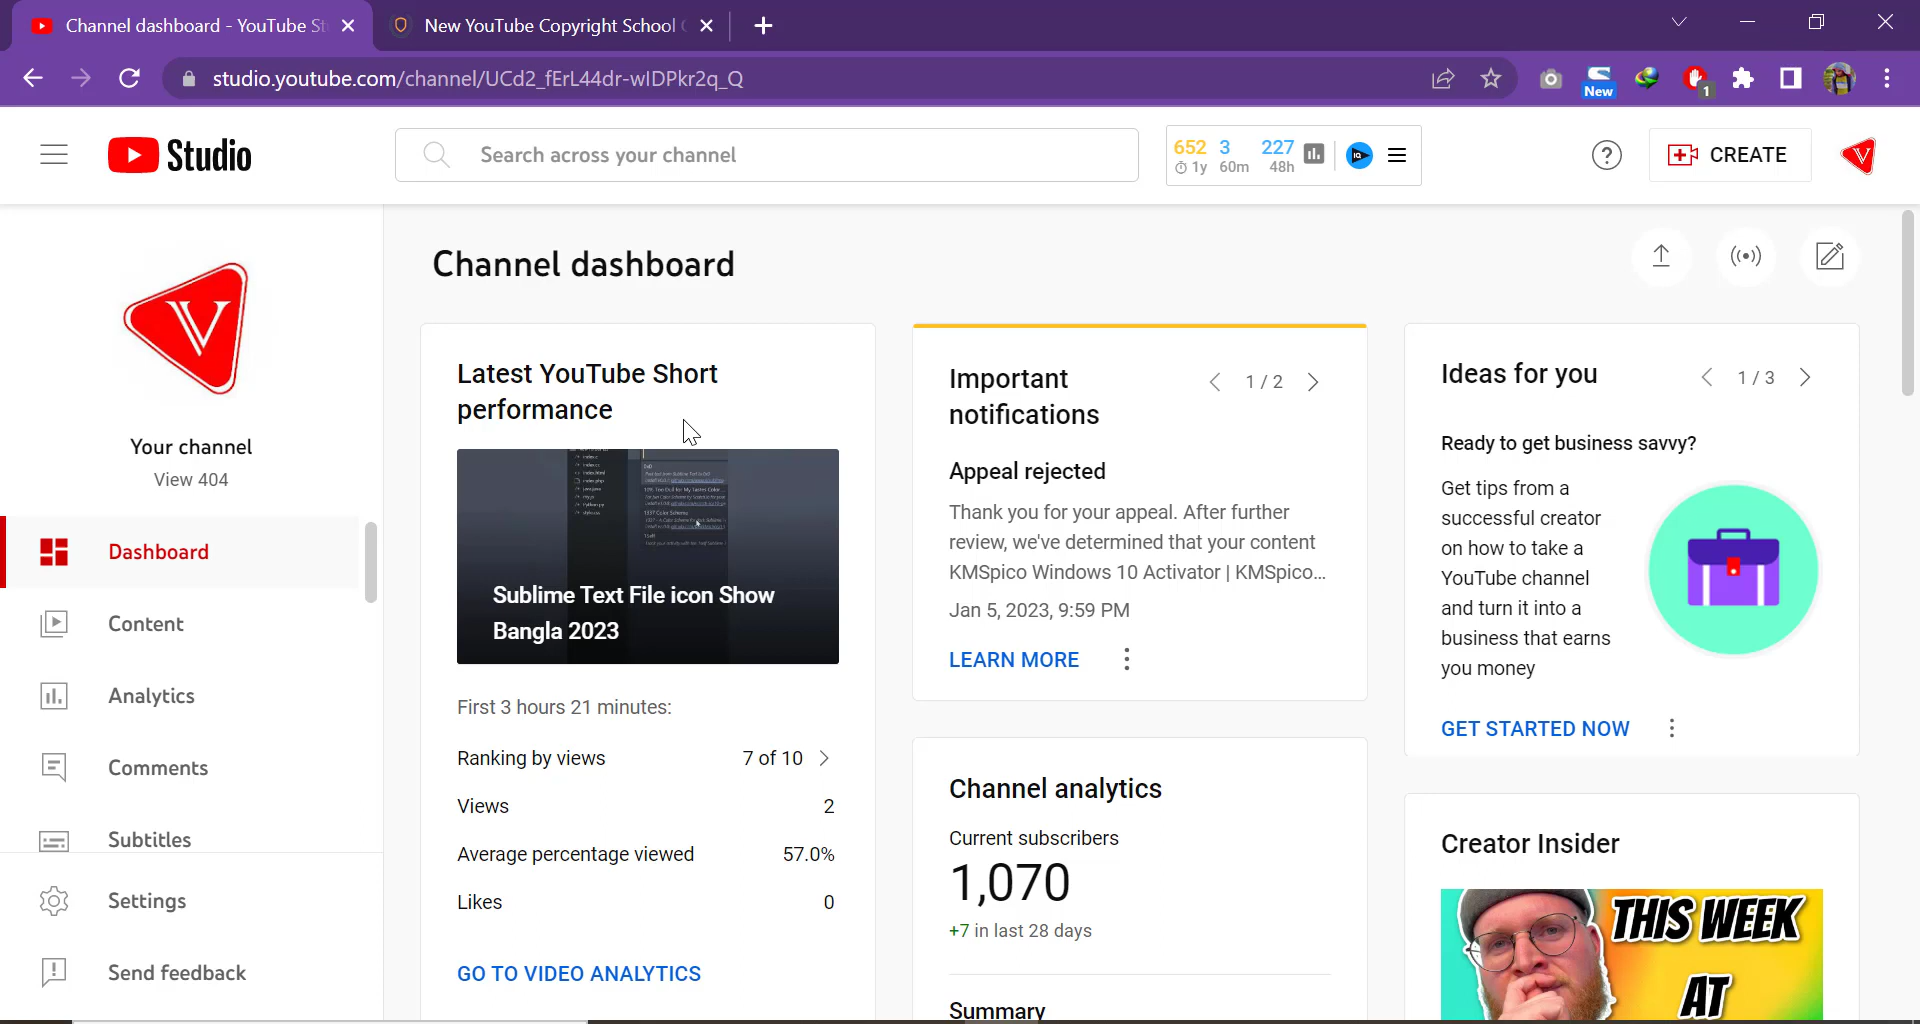 Channel dashboard - YouTube St
New YouTube Copyright School
studio.youtube.com/channel/UCd2_fErL44dr-wIDPkr2q_Q
New
1
Studio
Search across your channel
652 3 227
1y 60m 48h
IQ
CREATE
V
V
Your channel
View 404
Dashboard
Content
Analytics
Comments
Subtitles
Settings
Send feedback
Channel dashboard
Latest YouTube Short
performance
Sublime Text File icon Show
Bangla 2023
First 3 hours 21 minutes:
Ranking by views 7 of 10
Views 2
Average percentage viewed 57.0%
Likes 0
GO TO VIDEO ANALYTICS
Important
notifications
1 / 2
Appeal rejected
Thank you for your appeal. After further
review, we've determined that your content
KMSpico Windows 10 Activator | KMSpico...
Jan 5, 2023, 9:59 PM
LEARN MORE
Channel analytics
Current subscribers
1,070
+7 in last 28 days
Summary
Ideas for you
1 / 3
Ready to get business savvy?
Get tips from a
successful creator
on how to take a
YouTube channel
and turn it into a
business that earns
you money
GET STARTED NOW
Creator Insider
THIS WEEK
AT